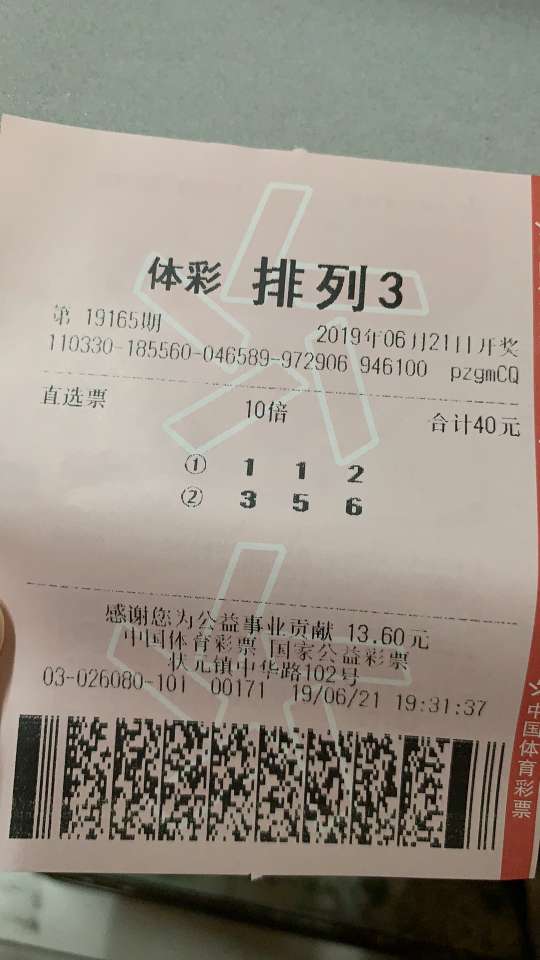 体彩 排列3
第 19165期
2019年06月21日开奖
110330-185560-046589-972906 946100 pzgmCQ
直选票 10倍 合计40元
① 1 1 2
② 3 5 6
感谢您为公益事业贡献 13.60元
中国体育彩票 国家公益彩票
状元镇中华路102号
03-026080-101 00171 19/06/21 19:31:37
中国体育彩票